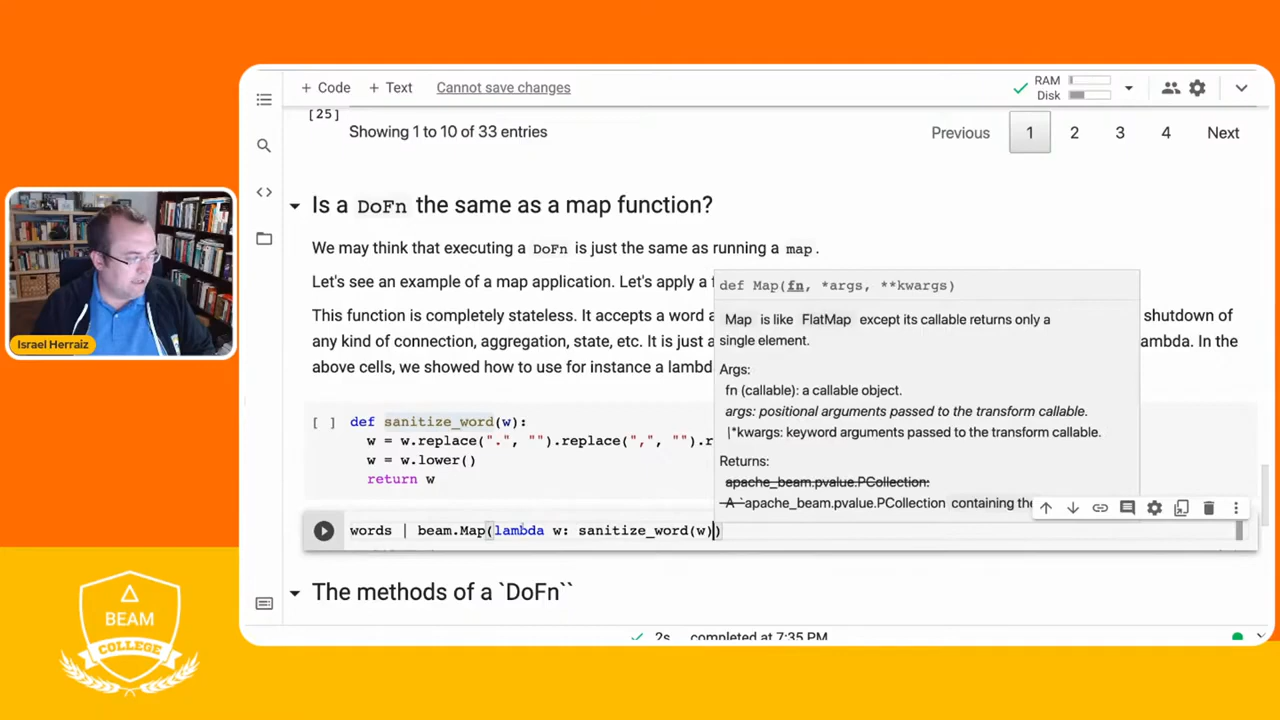 + Code + Text Cannot save changes
RAM
Disk
[25]
Showing 1 to 10 of 33 entries
Previous 1 2 3 4 Next
Is a DoFn the same as a map function?
We may think that executing a DoFn is just the same as running a map.
Let's see an example of a map application. Let's apply a f
This function is completely stateless. It accepts a word a
shutdown of
any kind of connection, aggregation, state, etc. It is just a
ambda. In the
above cells, we showed how to use for instance a lambd
def Map(fn, *args, **kwargs)
Map is like FlatMap except its callable returns only a
single element.
Args:
fn (callable): a callable object.
args: positional arguments passed to the transform callable.
|*kwargs: keyword arguments passed to the transform callable.
Returns:
apache_beam.pvalue.PCollection:
A `apache_beam.pvalue.PCollection containing the
[ ] def sanitize_word(w):
w = w.replace(".", "").replace(",", "").r
w = w.lower()
return w
words | beam.Map(lambda w: sanitize_word(w))
The methods of a `DoFn``
2s completed at 7:35 PM
Israel Herraiz
BEAM
COLLEGE